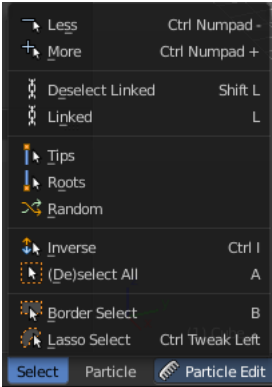 Less Ctrl Numpad -
More Ctrl Numpad +
Deselect Linked Shift L
Linked L
Tips
Roots
Random
Inverse Ctrl I
(De)select All A
Border Select B
Lasso Select Ctrl Tweak Left
Select Particle Particle Edit